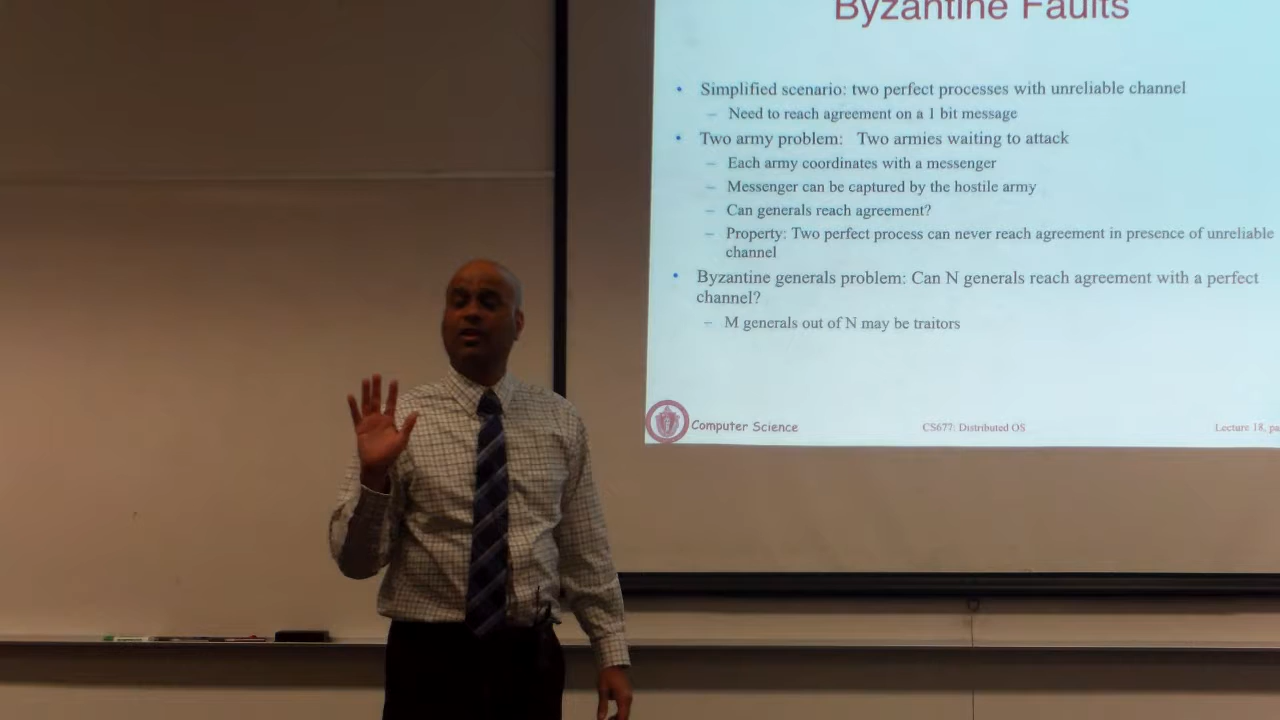 Byzantine Faults
• Simplified scenario: two perfect processes with unreliable channel
– Need to reach agreement on a 1 bit message
• Two army problem: Two armies waiting to attack
– Each army coordinates with a messenger
– Messenger can be captured by the hostile army
– Can generals reach agreement?
– Property: Two perfect process can never reach agreement in presence of unreliable
channel
• Byzantine generals problem: Can N generals reach agreement with a perfect
channel?
– M generals out of N may be traitors
Computer Science CS677: Distributed OS Lecture 18, pa